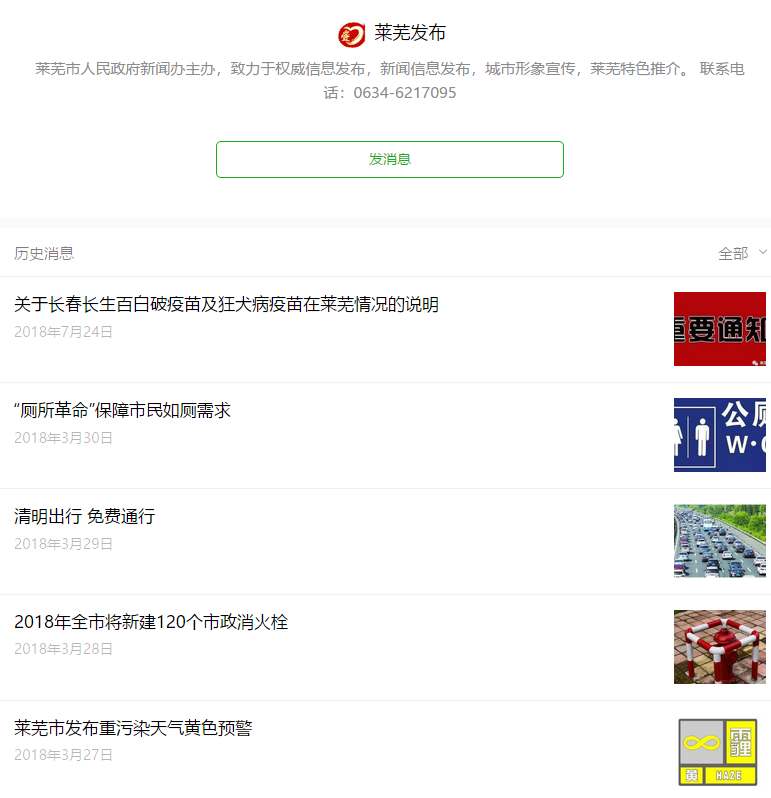 莱芜发布
莱芜市人民政府新闻办主办，致力于权威信息发布，新闻信息发布，城市形象宣传，莱芜特色推介。 联系电
话：0634-6217095
发消息
历史消息
全部
关于长春长生百白破疫苗及狂犬病疫苗在莱芜情况的说明
2018年7月24日
重要通知
“厕所革命”保障市民如厕需求
2018年3月30日
公厕
W·C
清明出行 免费通行
2018年3月29日
2018年全市将新建120个市政消火栓
2018年3月28日
莱芜市发布重污染天气黄色预警
2018年3月27日
霾
黄 HAZE